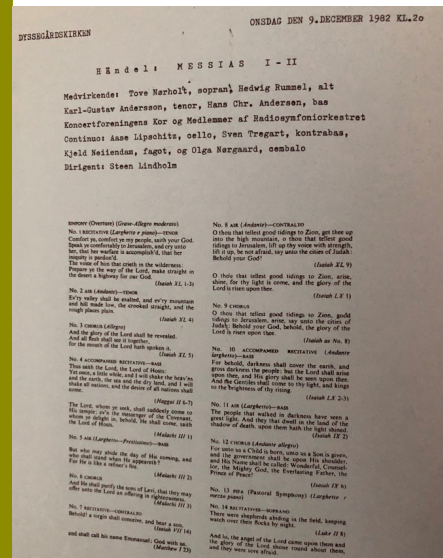 DYSSEGÅRDSKIRKEN
ONSDAG DEN 9.DECEMBER 1982 KL.20
Händel: MESSIAS I-II
Medvirkende: Tove Nørholt, sopran, Hedwig Rummel, alt
Karl-Gustav Andersson, tenor, Hans Chr. Andersen, bas
Koncertforeningens Kor og Medlemmer af Radiosymfoniorkestret
Continuo: Aase Lipschitz, cello, Sven Tregart, kontrabas,
Kjeld Neiiendam, fagot, og Olga Nørgaard, cembalo
Dirigent: Steen Lindholm
SINFONY (Overture) (Grave-Allegro moderato)
No. 1 RECITATIVE (Larghetto e piano)—TENOR
Comfort ye, comfort ye my people, saith your God.
Speak ye comfortably to Jerusalem, and cry unto
her, that her warfare is accomplish'd, that her
iniquity is pardon'd.
The voice of him that crieth in the wilderness.
Prepare ye the way of the Lord, make straight in
the desert a highway for our God.
(Isaiah XL 1-3)
No. 2 AIR (Andante)—TENOR
Ev'ry valley shall be exalted, and ev'ry mountain
and hill made low, the crooked straight, and the
rough places plain.
(Isaiah XL 4)
No. 3 CHORUS (Allegro)
And the glory of the Lord shall be revealed.
And all flesh shall see it together,
for the mouth of the Lord hath spoken it.
(Isaiah XL 5)
No. 4 ACCOMPANIED RECITATIVE—BASS
Thus saith the Lord, the Lord of Hosts:
Yet once, a little while, and I will shake the heav'ns
and the earth, the sea and the dry land, and I will
shake all nations, and the desire of all nations shall
come.
(Haggai II 6-7)
The Lord, whom ye seek, shall suddenly come to
His temple; ev'n the messenger of the Covenant,
whom ye delight in, behold, He shall come, saith
the Lord of Hosts.
(Malachi III 1)
No. 5 AIR (Larghetto—Prestissimo)—BASS
But who may abide the day of His coming, and
who shall stand when He appeareth?
For He is like a refiner's fire.
(Malachi III 2)
No. 6 CHORUS
And He shall purify the sons of Levi, that they may
offer unto the Lord an offering in righteousness.
(Malachi III 3)
No. 7 RECITATIVE—CONTRALTO
Behold! a virgin shall conceive, and bear a son,
(Isaiah VII 14)
and shall call his name Emmanuel: God with us.
(Matthew I 23)
No. 8 AIR (Andante)—CONTRALTO
O thou that tellest good tidings to Zion, get thee up
into the high mountain, o thou that tellest good
tidings to Jerusalem, lift up thy voice with strength,
lift it up, be not afraid, say unto the cities of Judah:
Behold your God!
(Isaiah XL 9)
O thou that tellest good tidings to Zion, arise,
shine, for thy light is come, and the glory of the
Lord is risen upon thee.
(Isaiah LX 1)
No. 9 CHORUS
O thou that tellest good tidings to Zion, good
tidings to Jerusalem, arise, say unto the cities of
Judah: Behold your God, behold, the glory of the
Lord is risen upon thee.
(Isaiah as No. 8)
No. 10 ACCOMPANIED RECITATIVE (Andante
larghetto)—BASS
For behold, darkness shall cover the earth, and
gross darkness the people; but the Lord shall arise
upon thee, and His glory shall be seen upon thee.
And the Gentiles shall come to thy light, and kings
to the brightness of thy rising.
(Isaiah LX 2-3)
No. 11 AIR (Larghetto)—BASS
The people that walked in darkness have seen a
great light. And they that dwell in the land of the
shadow of death, upon them hath the light shined.
(Isaiah IX 2)
No. 12 CHORUS (Andante allegro)
For unto us a Child is born, unto us a Son is given,
and the government shall be upon His shoulder,
and His Name shall be called: Wonderful, Counsel-
lor, the Mighty God, the Everlasting Father, the
Prince of Peace!
(Isaiah IX 6)
No. 13 PIFA (Pastoral Symphony) (Larghetto e
mezzo piano)
No. 14 RECITATIVES—SOPRANO
There were shepherds abiding in the field, keeping
watch over their flocks by night.
(Luke II 8)
And lo, the angel of the Lord came upon them and
the glory of the Lord shone round about them,
and they were sore afraid.